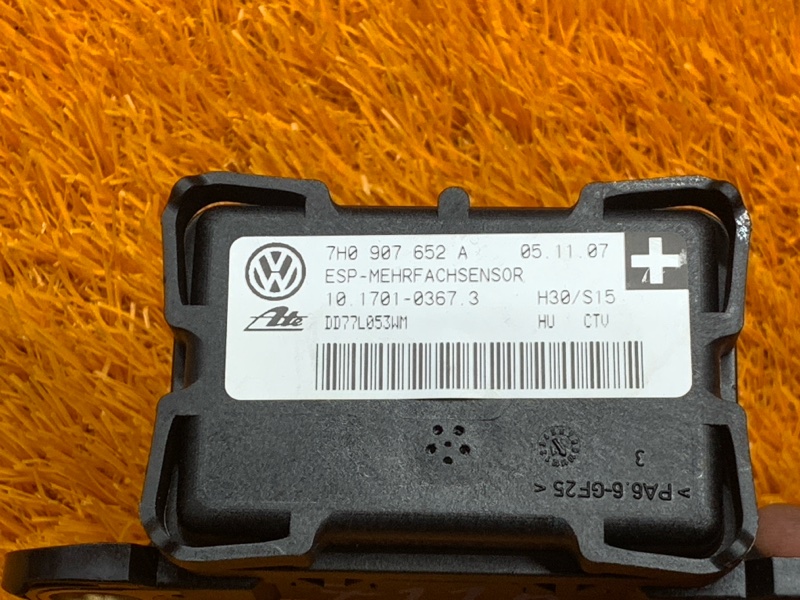 7H0 907 652 A 05.11.07
ESP-MEHRFACHSENSOR
10.1701-0367.3 H30/S15
Ate DD77L053WM HU CTV
3
>PA6.6-GF25<